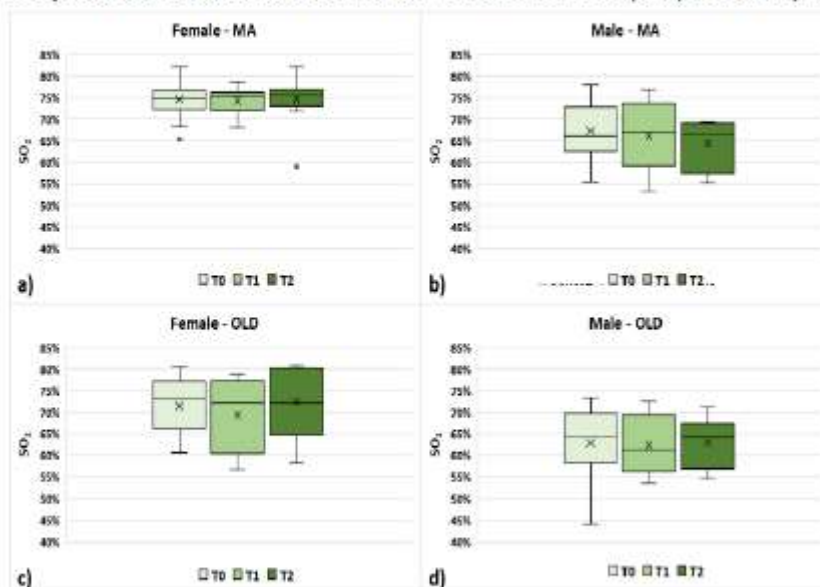 Female - MA
85%
80%
75%
70%
65%
60%
55%
50%
45%
40%
SO₂
T0 T1 T2
a)
Male - MA
85%
80%
75%
70%
65%
60%
55%
50%
45%
40%
SO₂
T0 T1 T2
b)
Female - OLD
85%
80%
75%
70%
65%
60%
55%
50%
45%
40%
SO₂
T0 T1 T2
c)
Male - OLD
85%
80%
75%
70%
65%
60%
55%
50%
45%
40%
SO₂
T0 T1 T2
d)